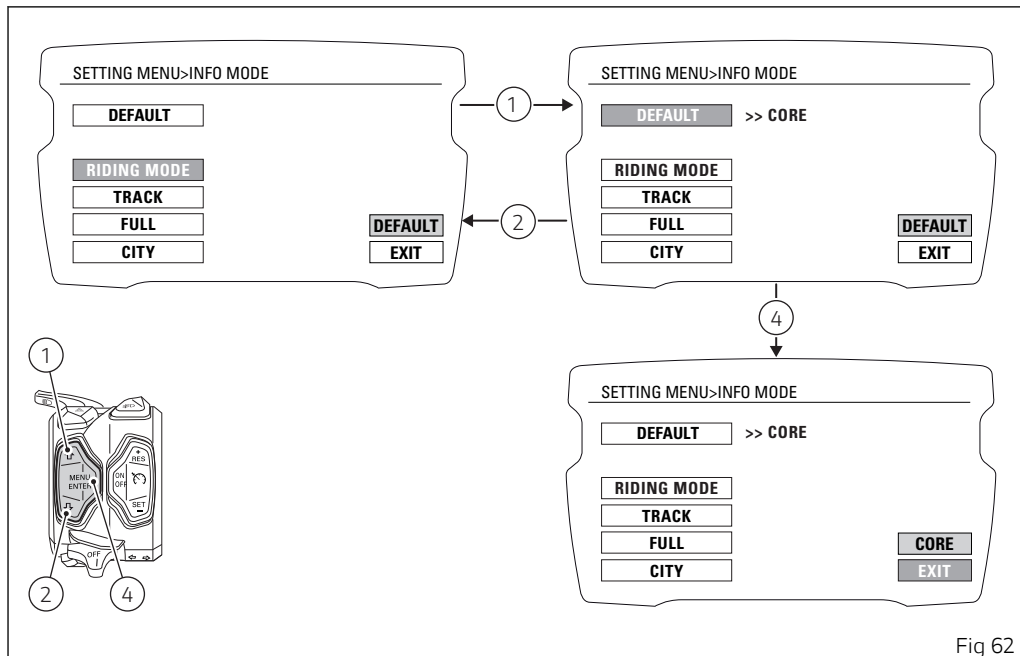 SETTING MENU>INFO MODE
DEFAULT
RIDING MODE
TRACK
FULL
CITY
DEFAULT
EXIT
1
2
SETTING MENU>INFO MODE
DEFAULT >> CORE
RIDING MODE
TRACK
FULL
CITY
DEFAULT
EXIT
4
SETTING MENU>INFO MODE
DEFAULT >> CORE
RIDING MODE
TRACK
FULL
CITY
CORE
EXIT
1
MENU
ENTER
+
RES
ON
OFF
SET
-
OFF
2
4
Fig 62